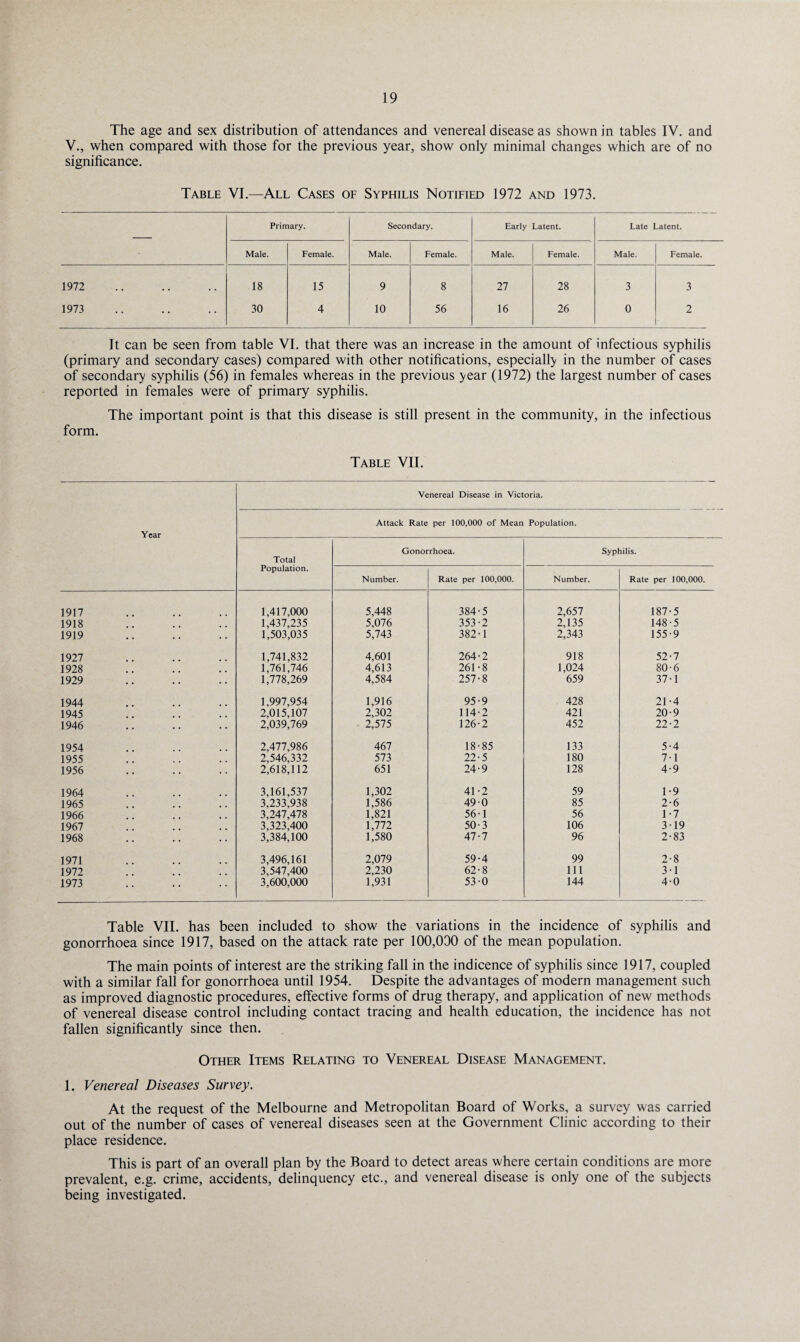 19
The age and sex distribution of attendances and venereal disease as shown in tables IV. and
V., when compared with those for the previous year, show only minimal changes which are of no
significance.
Table VI.—All Cases of Syphilis Notified 1972 and 1973.
— Primary. Secondary. Early Latent. Late Latent.
Male. Female. Male. Female. Male. Female. Male. Female.
1972 .. .. .. 18 15 9 8 27 28 3 3
1973 .. .. .. 30 4 10 56 16 26 0 2
It can be seen from table VI. that there was an increase in the amount of infectious syphilis
(primary and secondary cases) compared with other notifications, especially in the number of cases
of secondary syphilis (56) in females whereas in the previous year (1972) the largest number of cases
reported in females were of primary syphilis.
The important point is that this disease is still present in the community, in the infectious
form.
Table VII.
Venereal Disease in Victoria.
Attack Rate per 100,000 of Mean Population.
Year
Total Population. Gonorrhoea. Syphilis.
Number. Rate per 100,000. Number. Rate per 100,000.
1917 .. .. .. 1,417,000 5,448 384·5 2,657 187·5
1918 .. .. .. 1,437,235 5,076 353·2 2,135 148·5
1919 .. .. .. 1,503,035 5,743 382·1 2,343 155·9
1927 .. .. .. 1,741,832 4,601 264·2 918 52·7
1928 .. .. .. 1,761,746 4,613 261·8 1,024 80·6
1929 .. .. .. 1,778,269 4,584 257·8 659 37·1
1944 .. .. .. 1,997,954 1,916 95·9 428 21·4
1945 .. .. .. 2,015,107 2,302 114·2 421 20·9
1946 .. .. .. 2,039,769 2,575 126·2 452 22·2
1954 .. .. .. 2,477,986 467 18·85 133 5·4
1955 .. .. .. 2,546,332 573 22·5 180 7·1
1956 .. .. .. 2,618,112 651 24·9 128 4·9
1964 .. .. .. 3,161,537 1,302 41·2 59 1·9
1965 .. .. .. 3,233,938 1,586 49·0 85 2·6
1966 .. .. .. 3,247,478 1,821 56·1 56 1·7
1967 .. .. .. 3,323,400 1,772 50·3 106 3·19
1968 .. .. .. 3,384,100 1,580 47·7 96 2·83
1971 .. .. .. 3,496,161 2,079 59·4 99 2·8
1972 .. .. .. 3,547,400 2,230 62·8 111 3·1
1973 .. .. .. 3,600,000 1,931 53·0 144 4·0
Table VII. has been included to show the variations in the incidence of syphilis and
gonorrhoea since 1917, based on the attack rate per 100,000 of the mean population.
The main points of interest are the striking fall in the indicence of syphilis since 1917, coupled
with a similar fall for gonorrhoea until 1954. Despite the advantages of modern management such
as improved diagnostic procedures, effective forms of drug therapy, and application of new methods
of venereal disease control including contact tracing and health education, the incidence has not
fallen significantly since then.
Other Items Relating to Venereal Disease Management.
1. Venereal Diseases Survey.
At the request of the Melbourne and Metropolitan Board of Works, a survey was carried
out of the number of cases of venereal diseases seen at the Government Clinic according to their
place residence.
This is part of an overall plan by the Board to detect areas where certain conditions are more
prevalent, e.g. crime, accidents, delinquency etc., and venereal disease is only one of the subjects
being investigated.